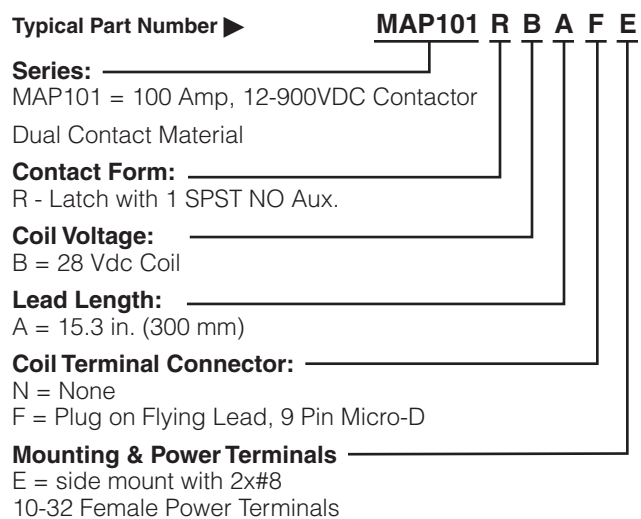 Typical Part Number ▶ MAP101 R B A F E
Series:
MAP101 = 100 Amp, 12-900VDC Contactor
Dual Contact Material
Contact Form:
R - Latch with 1 SPST NO Aux.
Coil Voltage:
B = 28 Vdc Coil
Lead Length:
A = 15.3 in. (300 mm)
Coil Terminal Connector:
N = None
F = Plug on Flying Lead, 9 Pin Micro-D
Mounting & Power Terminals
E = side mount with 2x#8
10-32 Female Power Terminals